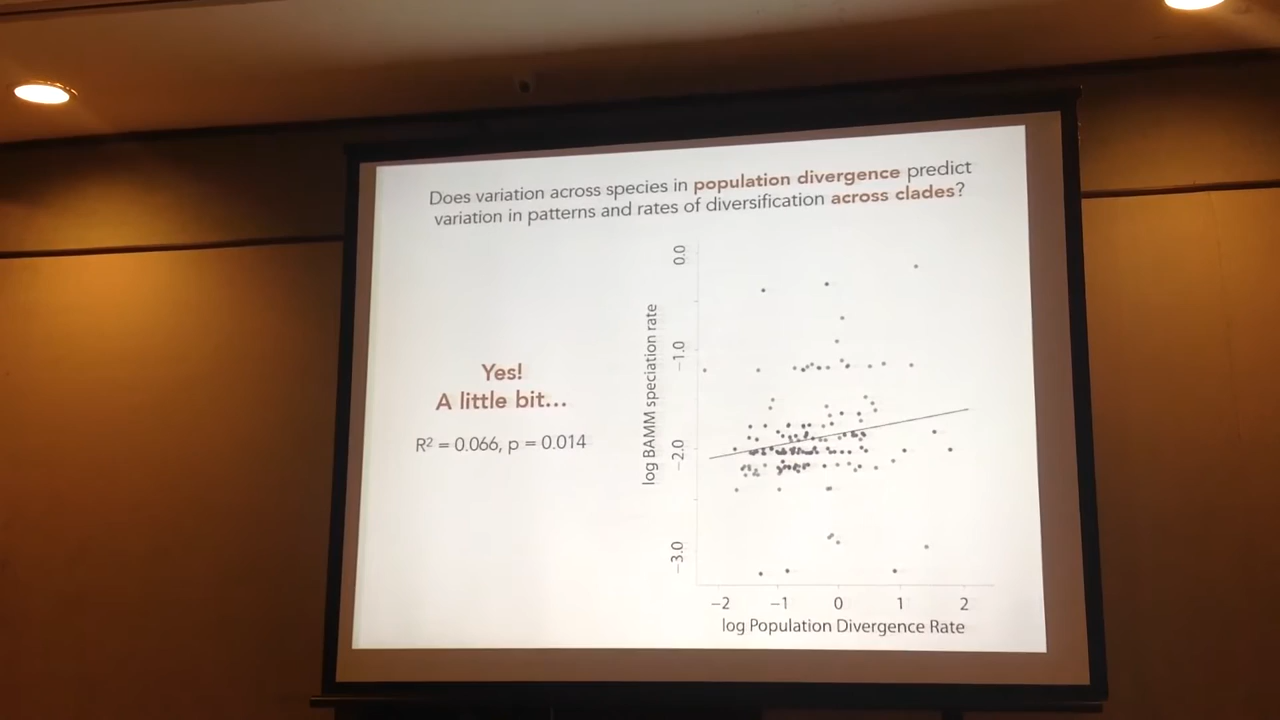 Does variation across species in population divergence predict
variation in patterns and rates of diversification across clades?
Yes!
A little bit...
R² = 0.066, p = 0.014
log BAMM speciation rate
0.0
−1.0
−2.0
−3.0
−2 −1 0 1 2
log Population Divergence Rate